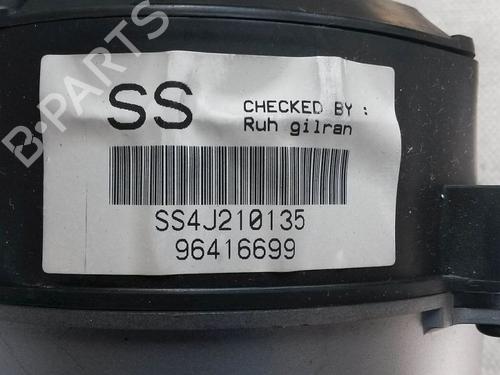 B-PARTS
SS
CHECKED BY :
Ruh gilran
SS4J210135
96416699